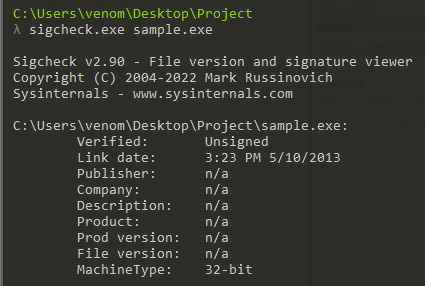 C:\Users\venom\Desktop\Project
λ sigcheck.exe sample.exe
Sigcheck v2.90 - File version and signature viewer
Copyright (C) 2004-2022 Mark Russinovich
Sysinternals - www.sysinternals.com
C:\Users\venom\Desktop\Project\sample.exe:
Verified: Unsigned
Link date: 3:23 PM 5/10/2013
Publisher: n/a
Company: n/a
Description: n/a
Product: n/a
Prod version: n/a
File version: n/a
MachineType: 32-bit